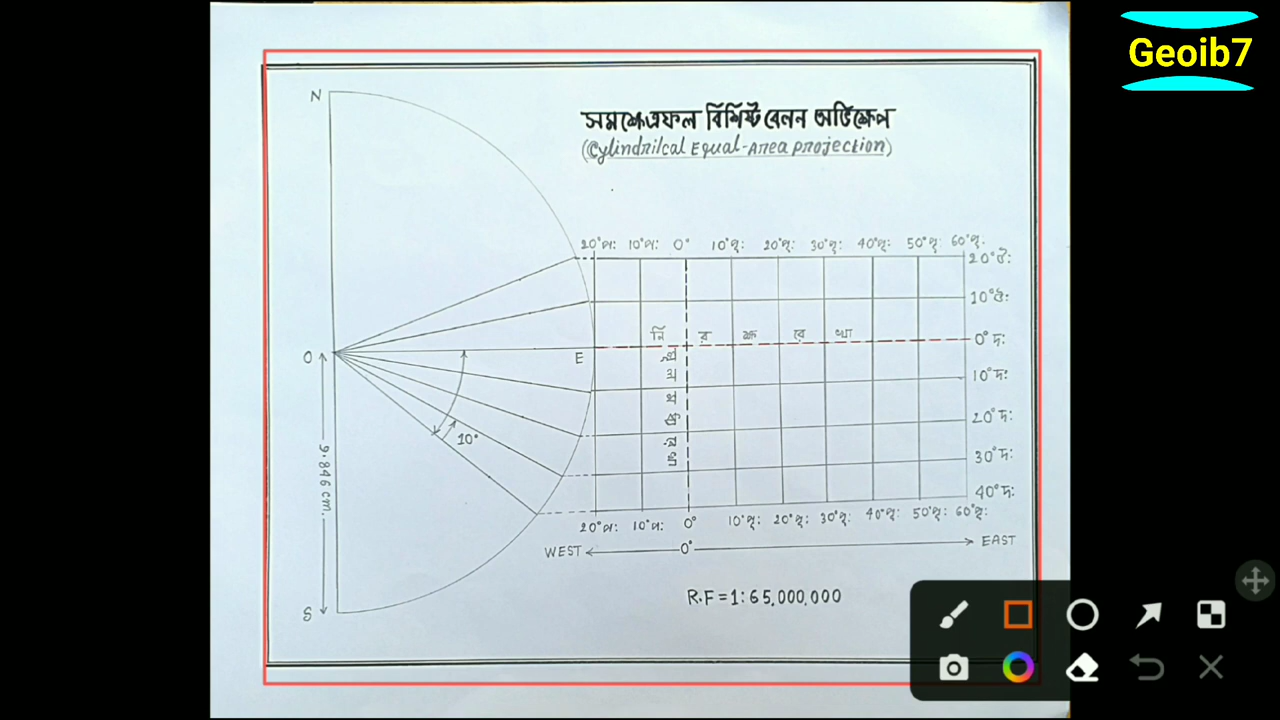 Geoib7
N
সমক্ষেত্রফল বিশিষ্ট বেলন অভিক্ষেপ
(Cylindrilcal Equal-Area projection)
20°প: 10°প: 0° 10°পূ: 20°পূ: 30°পূ: 40°পূ: 50°পূ: 60°পূ:
20°উ:
10°উ:
নি র ক্ষ রে খা
0° দ:
O
E
10°দ:
20°দ:
10°
30°দ:
9.846 cm.
40°দ:
20°প: 10°প: 0° 10°পূ: 20°পূ: 30°পূ: 40°পূ: 50°পূ: 60°পূ:
WEST 0° EAST
R.F = 1:65,000,000
S